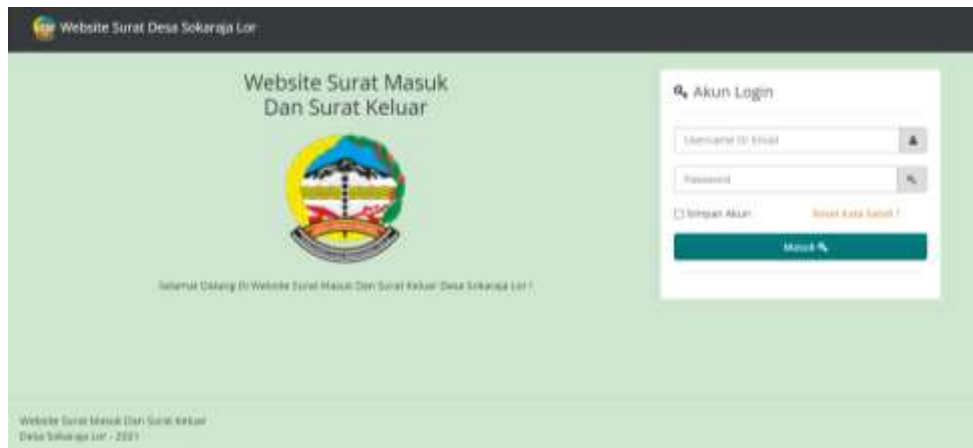 Website Surat Desa Sokaraja Lor
Website Surat Masuk
Dan Surat Keluar
Selamat Datang Di Website Surat Masuk Dan Surat Keluar Desa Sokaraja Lor !
Akun Login
Username ID Email
Password
Simpan Akun
Reset Kata Sandi ?
Masuk
Website Surat Masuk Dan Surat Keluar
Desa Sokaraja Lor - 2021